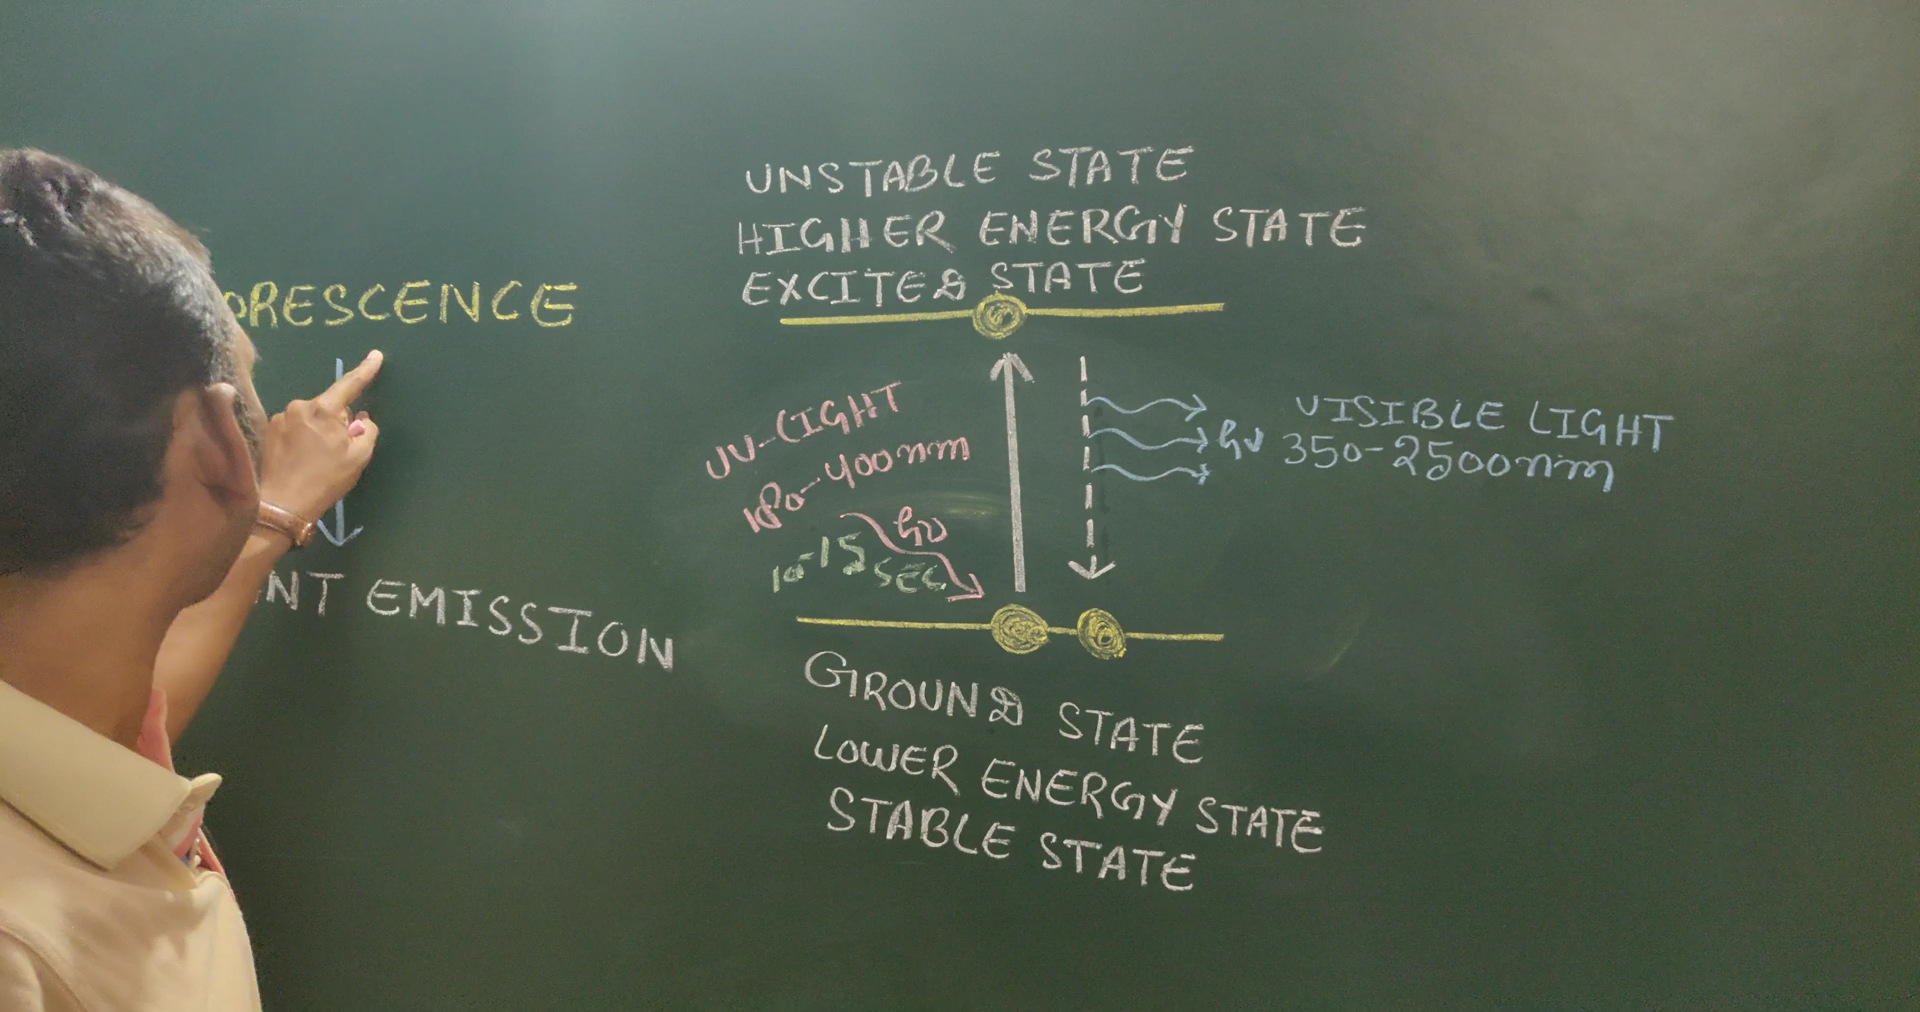 UNSTABLE STATE
HIGHER ENERGY STATE
EXCITED STATE
ORESCENCE
UV-LIGHT
180-400nm
hν
10-15 SEC
hν
VISIBLE LIGHT
350-2500nm
NT EMISSION
GROUND STATE
LOWER ENERGY STATE
STABLE STATE